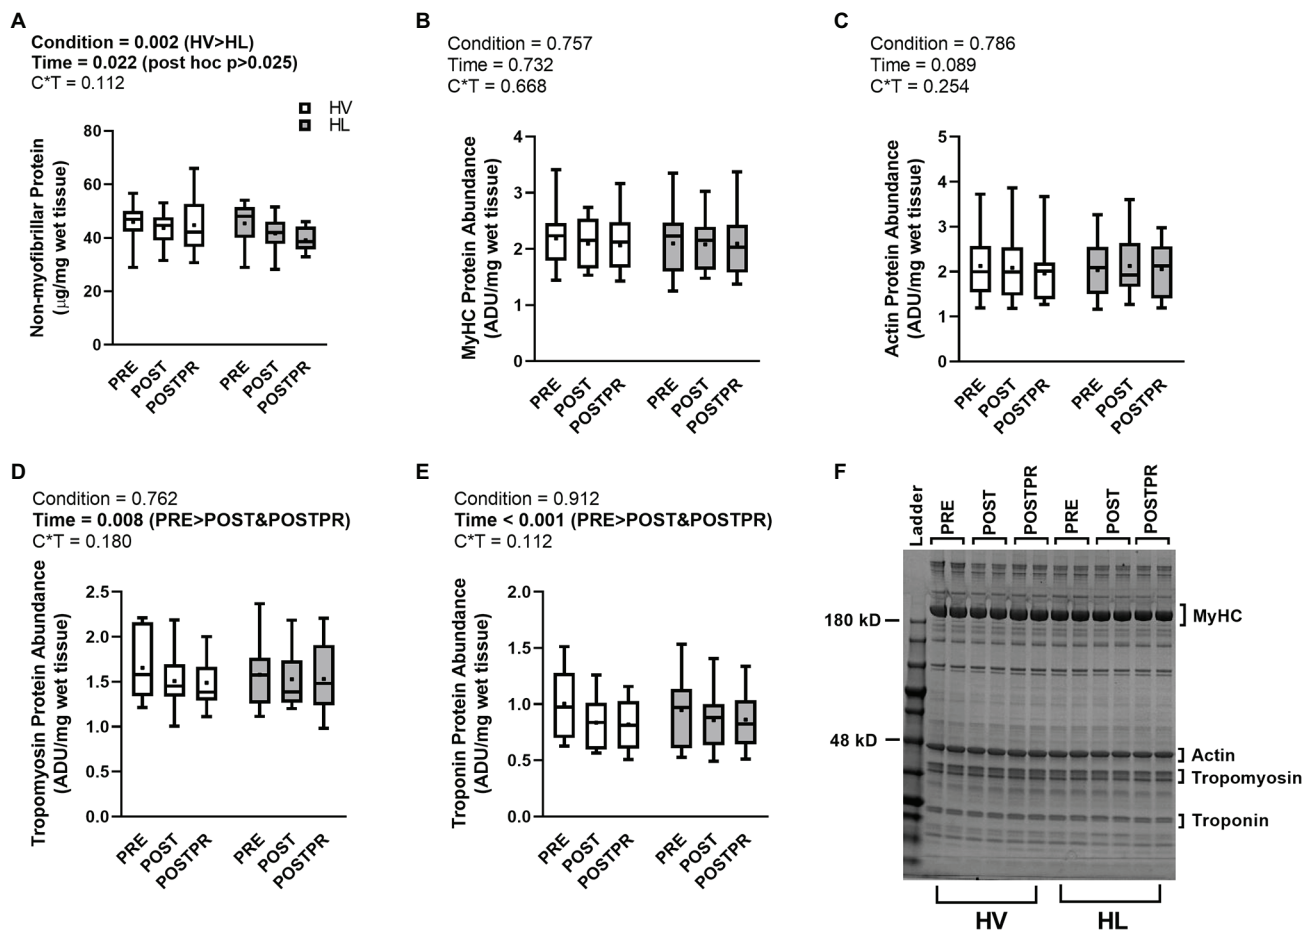 A
Condition = 0.002 (HV>HL)
Time = 0.022 (post hoc p>0.025)
C*T = 0.112
HV
HL
Non-myofibrillar Protein
(µg/mg wet tissue)
80
60
40
20
0
PRE
POST
POSTPR
PRE
POST
POSTPR
B
Condition = 0.757
Time = 0.732
C*T = 0.668
MyHC Protein Abundance
(ADU/mg wet tissue)
4
3
2
1
0
PRE
POST
POSTPR
PRE
POST
POSTPR
C
Condition = 0.786
Time = 0.089
C*T = 0.254
Actin Protein Abundance
(ADU/mg wet tissue)
5
4
3
2
1
0
PRE
POST
POSTPR
PRE
POST
POSTPR
D
Condition = 0.762
Time = 0.008 (PRE>POST&POSTPR)
C*T = 0.180
Tropomyosin Protein Abundance
(ADU/mg wet tissue)
2.5
2.0
1.5
1.0
0.5
0.0
PRE
POST
POSTPR
PRE
POST
POSTPR
E
Condition = 0.912
Time < 0.001 (PRE>POST&POSTPR)
C*T = 0.112
Troponin Protein Abundance
(ADU/mg wet tissue)
2.0
1.5
1.0
0.5
0.0
PRE
POST
POSTPR
PRE
POST
POSTPR
F
Ladder
PRE
POST
POSTPR
PRE
POST
POSTPR
180 kD
48 kD
MyHC
Actin
Tropomyosin
Troponin
HV
HL